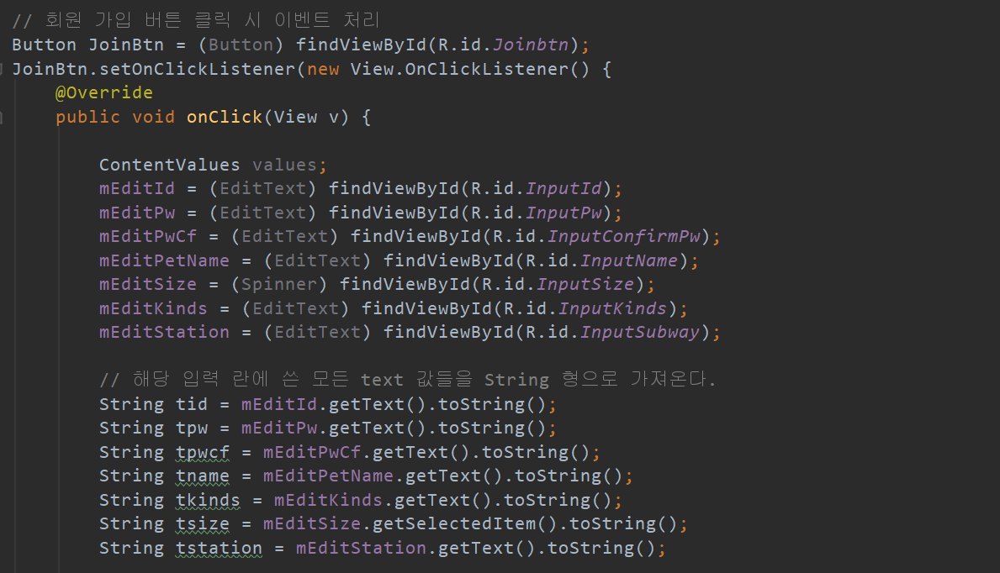 // 회원 가입 버튼 클릭 시 이벤트 처리
Button JoinBtn = (Button) findViewById(R.id.Joinbtn);
JoinBtn.setOnClickListener(new View.OnClickListener() {
@Override
public void onClick(View v) {
ContentValues values;
mEditId = (EditText) findViewById(R.id.InputId);
mEditPw = (EditText) findViewById(R.id.InputPw);
mEditPwCf = (EditText) findViewById(R.id.InputConfirmPw);
mEditPetName = (EditText) findViewById(R.id.InputName);
mEditSize = (Spinner) findViewById(R.id.InputSize);
mEditKinds = (EditText) findViewById(R.id.InputKinds);
mEditStation = (EditText) findViewById(R.id.InputSubway);
// 해당 입력 란에 쓴 모든 text 값들을 String 형으로 가져온다.
String tid = mEditId.getText().toString();
String tpw = mEditPw.getText().toString();
String tpwcf = mEditPwCf.getText().toString();
String tname = mEditPetName.getText().toString();
String tkinds = mEditKinds.getText().toString();
String tsize = mEditSize.getSelectedItem().toString();
String tstation = mEditStation.getText().toString();